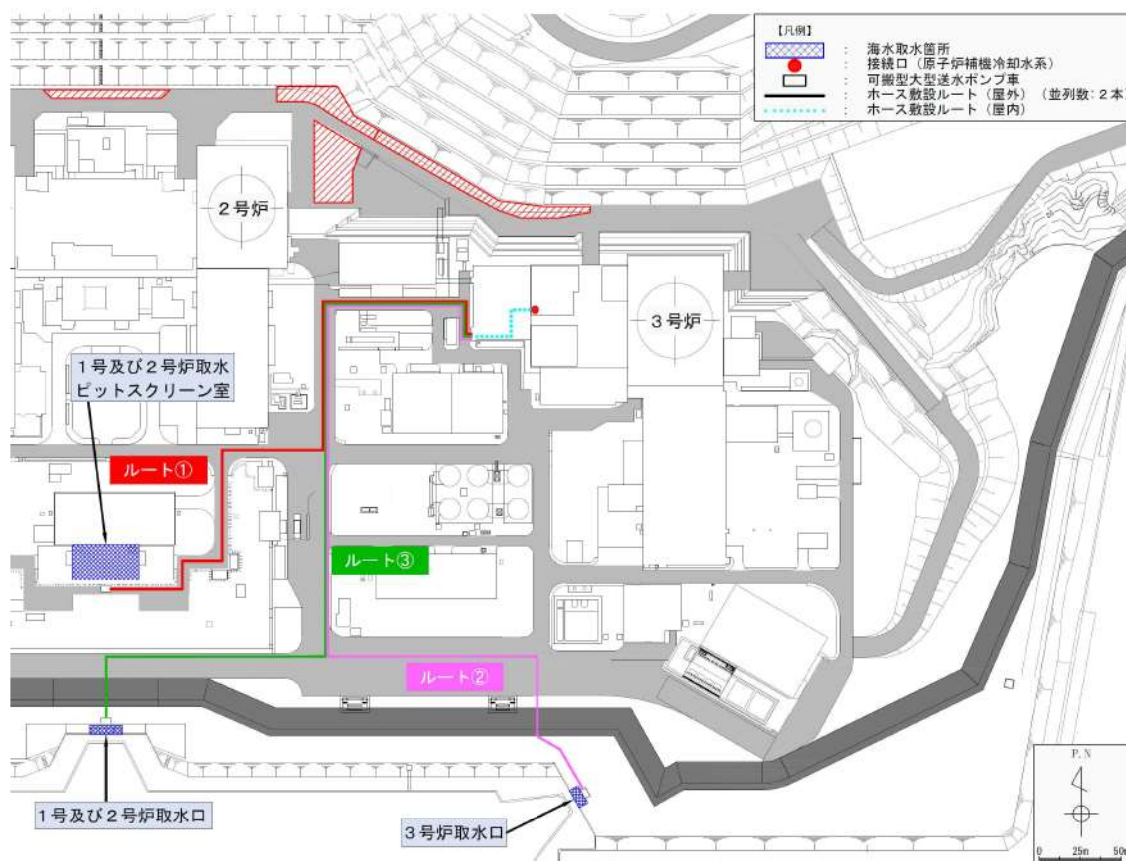 【凡例】
： 海水取水箇所
： 接続口（原子炉補機冷却水系）
： 可搬型大型送水ポンプ車
： ホース敷設ルート（屋外）（並列数：２本）
： ホース敷設ルート（屋内）
２号炉
３号炉
１号及び２号炉取水
ピットスクリーン室
ルート①
ルート③
ルート②
１号及び２号炉取水口
３号炉取水口
P.N
0 25m 50m